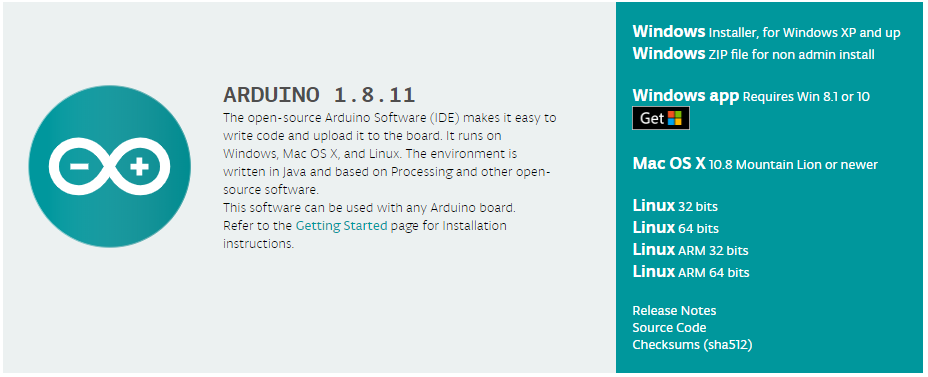 ARDUINO 1.8.11
The open-source Arduino Software (IDE) makes it easy to
write code and upload it to the board. It runs on
Windows, Mac OS X, and Linux. The environment is
written in Java and based on Processing and other open-
source software.
This software can be used with any Arduino board.
Refer to the Getting Started page for Installation
instructions.
Windows Installer, for Windows XP and up
Windows ZIP file for non admin install
Windows app Requires Win 8.1 or 10
Get
Mac OS X 10.8 Mountain Lion or newer
Linux 32 bits
Linux 64 bits
Linux ARM 32 bits
Linux ARM 64 bits
Release Notes
Source Code
Checksums (sha512)